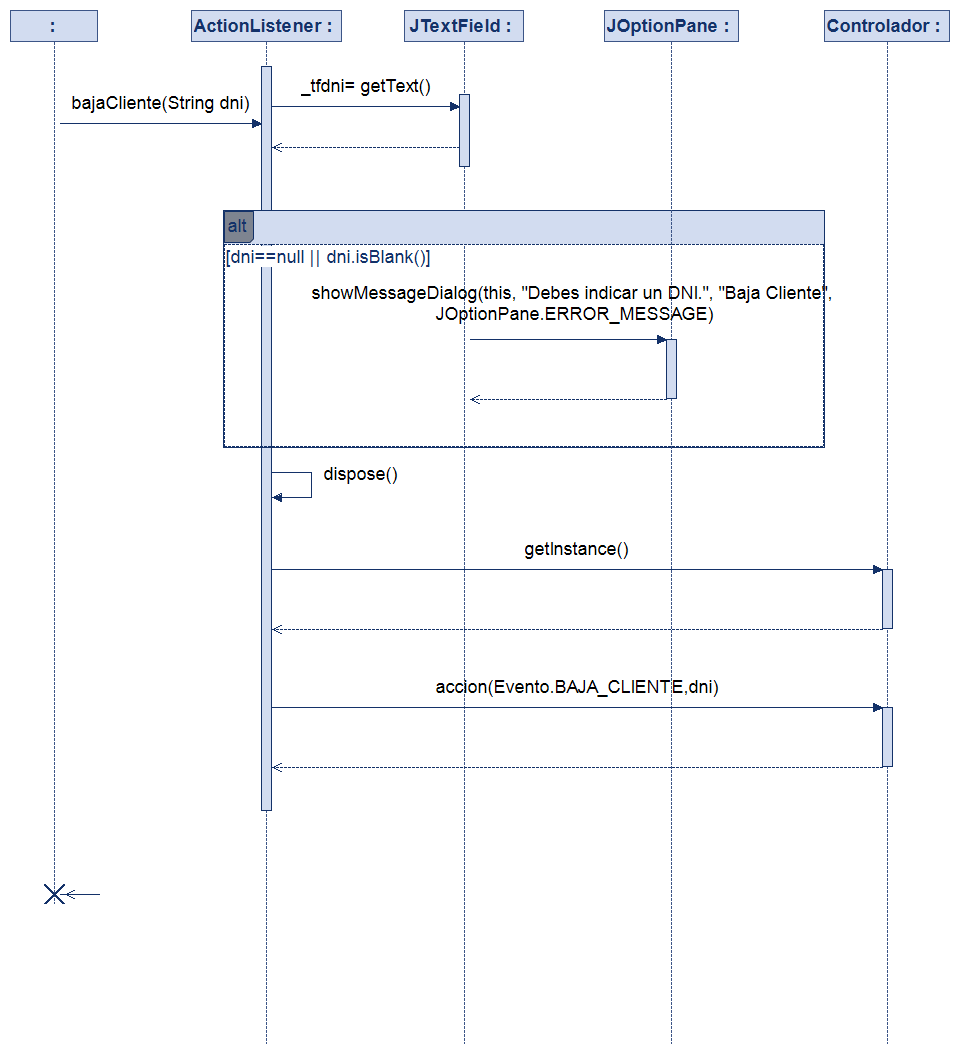 :
ActionListener :
JTextField :
JOptionPane :
Controlador :
_tfdni= getText()
bajaCliente(String dni)
alt
[dni==null || dni.isBlank()]
showMessageDialog(this, "Debes indicar un DNI.", "Baja Cliente",
JOptionPane.ERROR_MESSAGE)
dispose()
getInstance()
accion(Evento.BAJA_CLIENTE,dni)